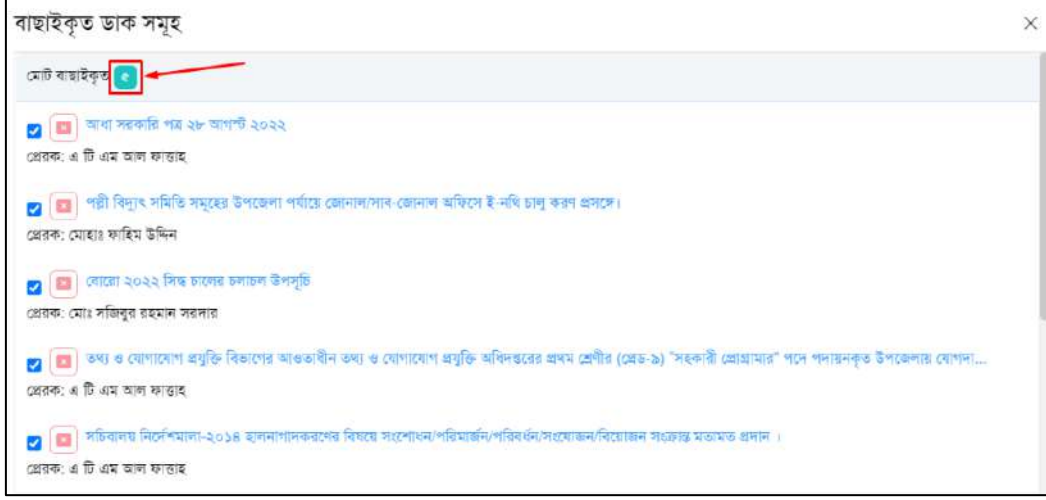 বাছাইকৃত ডাক সমূহ
মোট বাছাইকৃত ৫
আধা সরকারি পত্র ২৮ আগস্ট ২০২২
প্রেরক: এ টি এম আল ফাত্তাহ
পল্লী বিদ্যুৎ সমিতি সমূহের উপজেলা পর্যায়ে জোনাল/সাব-জোনাল অফিসে ই-নথি চালু করণ প্রসঙ্গে।
প্রেরক: মোহাঃ ফাহিম উদ্দিন
বোরো ২০২২ সিদ্ধ চালের চলাচল উপসূচি
প্রেরক: মোঃ সজিবুর রহমান সরদার
তথ্য ও যোগাযোগ প্রযুক্তি বিভাগের আওতাধীন তথ্য ও যোগাযোগ প্রযুক্তি অধিদপ্তরের প্রথম শ্রেণীর (গ্রেড-৯) "সহকারী প্রোগ্রামার" পদে পদায়নকৃত উপজেলায় যোগদা...
প্রেরক: এ টি এম আল ফাত্তাহ
সচিবালয় নির্দেশমালা-২০১৪ হালনাগাদকরণের বিষয়ে সংশোধন/পরিমার্জন/পরিবর্ধন/সংযোজন/বিয়োজন সংক্রান্ত মতামত প্রদান ।
প্রেরক: এ টি এম আল ফাত্তাহ